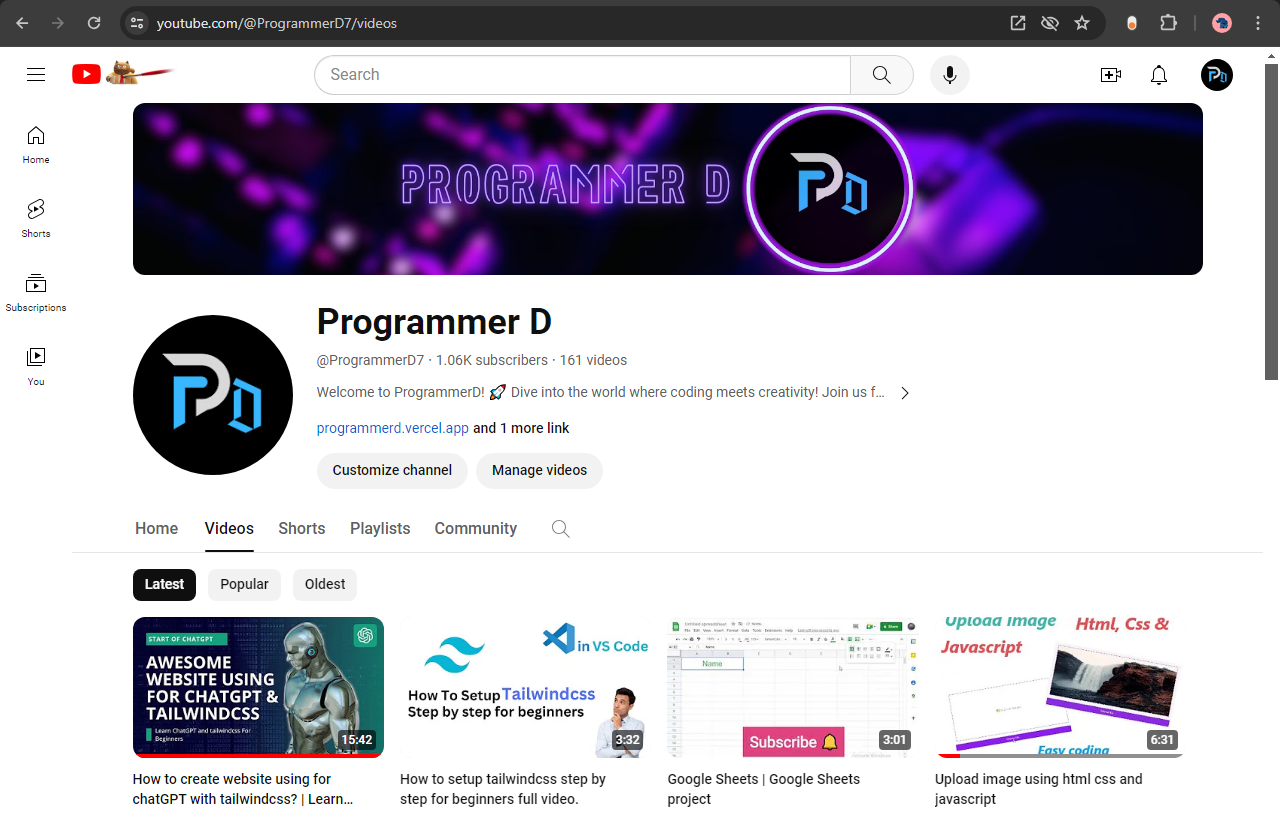 youtube.com/@ProgrammerD7/videos
Search
Home
Shorts
Subscriptions
You
PROGRAMMER D
Programmer D
@ProgrammerD7 · 1.06K subscribers · 161 videos
Welcome to ProgrammerD! 🚀 Dive into the world where coding meets creativity! Join us f...
programmerd.vercel.app and 1 more link
Customize channel
Manage videos
Home
Videos
Shorts
Playlists
Community
Latest
Popular
Oldest
START OF CHATGPT
AWESOME
WEBSITE USING
FOR CHATGPT &
TAILWINDCSS
Learn ChatGPT and tailwindcss For
Beginners
15:42
How to create website using for
chatGPT with tailwindcss? | Learn...
in VS Code
How To Setup Tailwindcss
Step by step for beginners
3:32
How to setup tailwindcss step by
step for beginners full video.
Name
Subscribe 🔔
3:01
Google Sheets | Google Sheets
project
Upload Image
Html, Css &
Javascript
Easy coding
6:31
Upload image using html css and
javascript